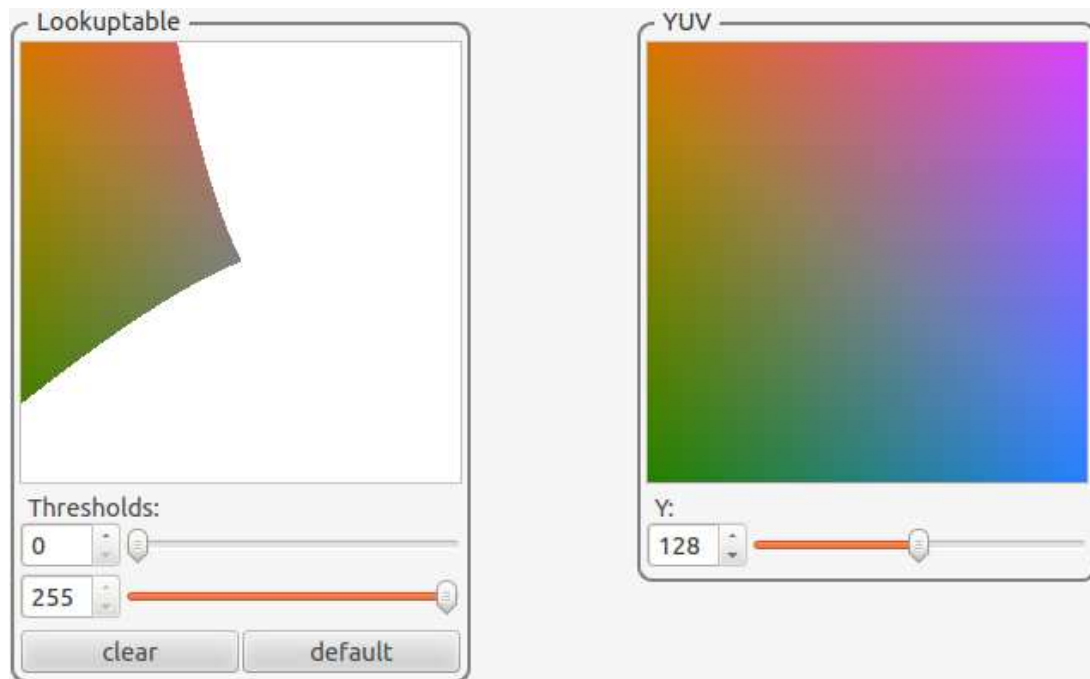 Lookuptable
Thresholds:
0
255
clear default
YUV
Y:
128